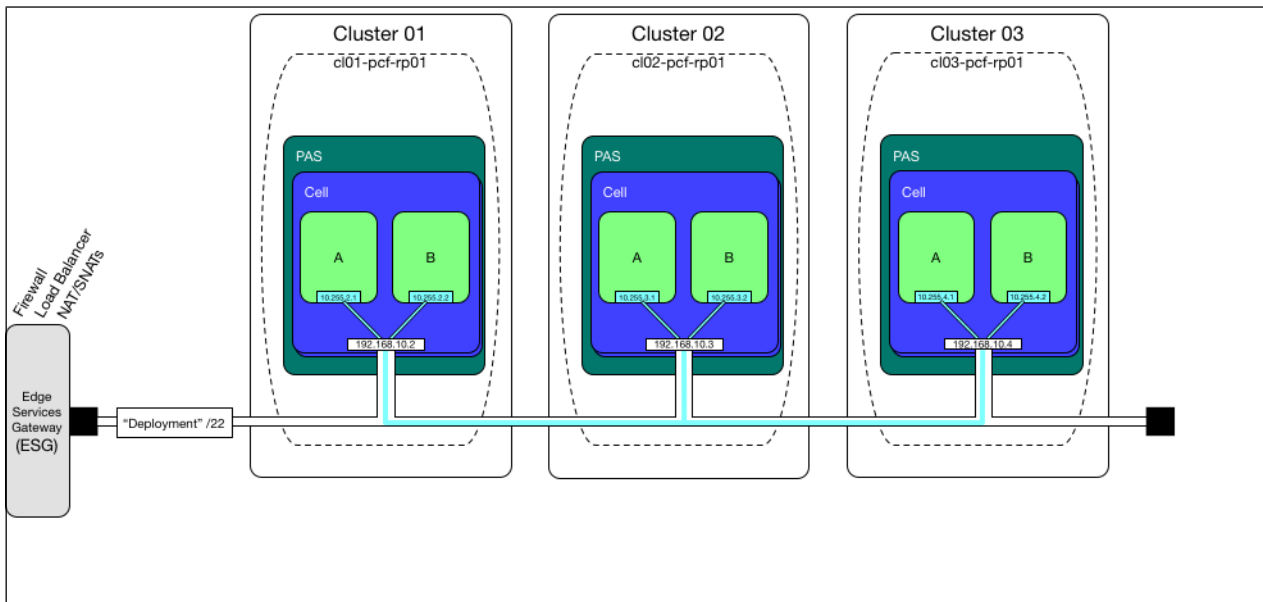 Cluster 01
cl01-pcf-rp01
PAS
Cell
A
B
10.255.2.1
10.255.2.2
192.168.10.2
Cluster 02
cl02-pcf-rp01
PAS
Cell
A
B
10.255.3.1
10.255.3.2
192.168.10.3
Cluster 03
cl03-pcf-rp01
PAS
Cell
A
B
10.255.4.1
10.255.4.2
192.168.10.4
Firewall
Load Balancer
NAT/SNATs
Edge
Services
Gateway
(ESG)
“Deployment” /22